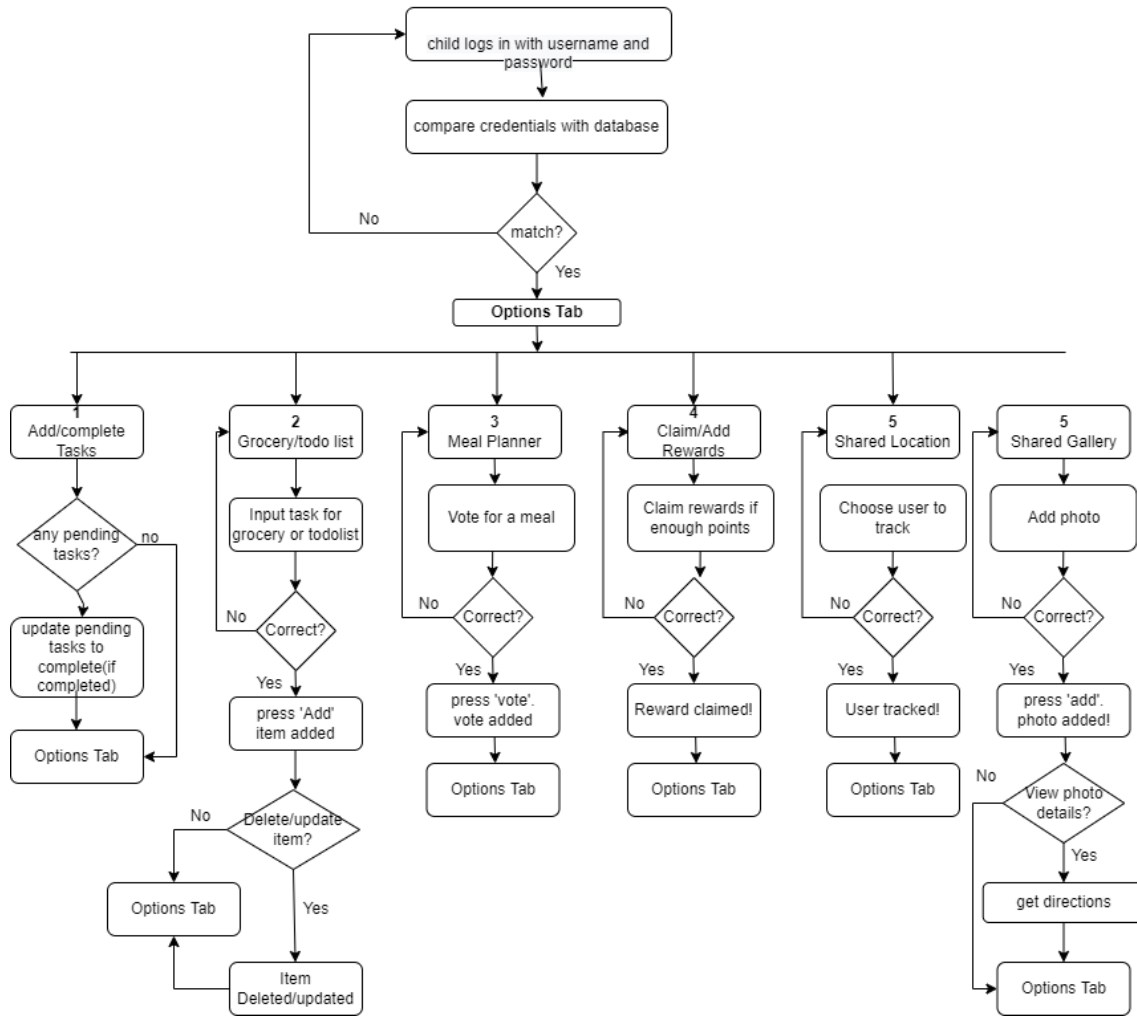 child logs in with username and
password
compare credentials with database
No
match?
Yes
Options Tab
1
Add/complete
Tasks
any pending
tasks?
no
update pending
tasks to
complete(if
completed)
Options Tab
2
Grocery/todo list
Input task for
grocery or todolist
No
Correct?
Yes
press 'Add'
item added
Delete/update
item?
No
Yes
Options Tab
Item
Deleted/updated
3
Meal Planner
Vote for a meal
No
Correct?
Yes
press 'vote'.
vote added
Options Tab
4
Claim/Add
Rewards
Claim rewards if
enough points
No
Correct?
Yes
Reward claimed!
Options Tab
5
Shared Location
Choose user to
track
No
Correct?
Yes
User tracked!
Options Tab
5
Shared Gallery
Add photo
No
Correct?
Yes
press 'add'.
photo added!
No
View photo
details?
Yes
get directions
Options Tab